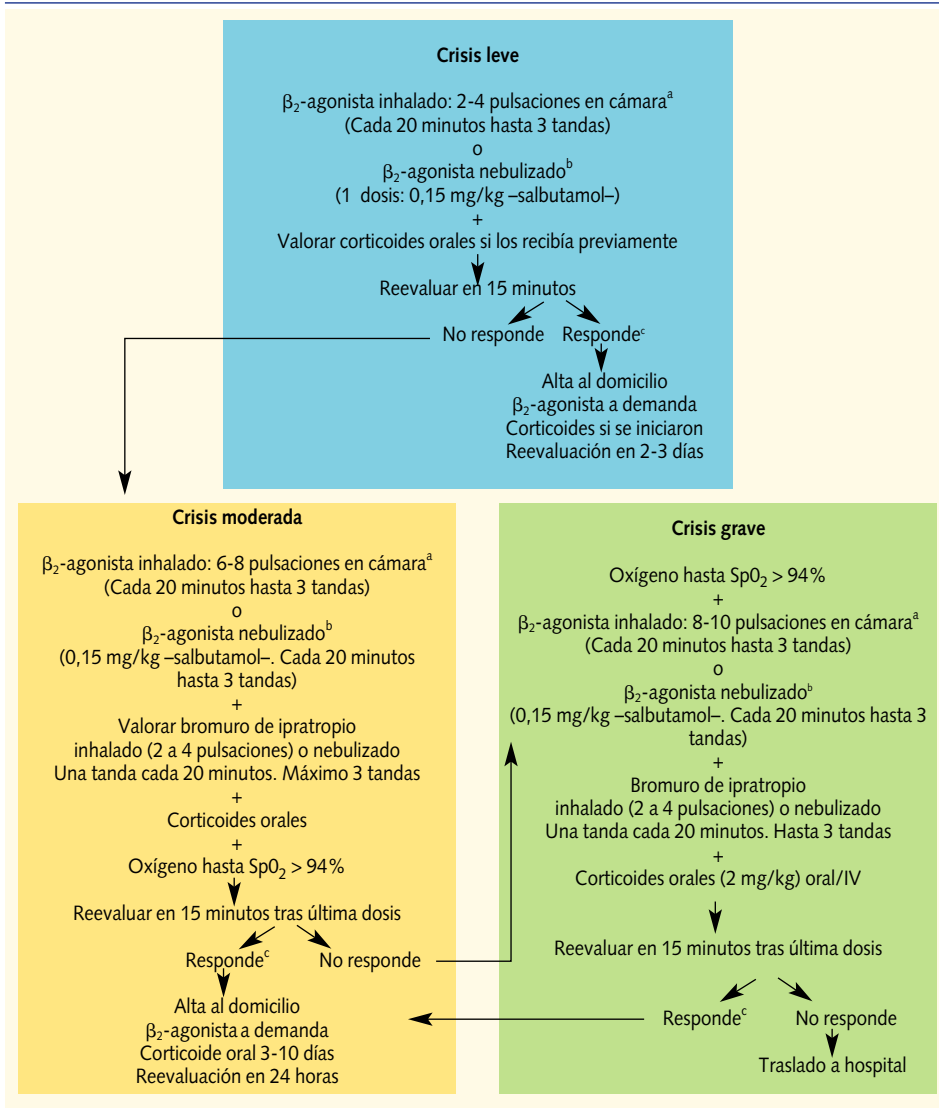 Crisis leve
β₂-agonista inhalado: 2-4 pulsaciones en cámaraᵃ
(Cada 20 minutos hasta 3 tandas)
o
β₂-agonista nebulizadoᵇ
(1 dosis: 0,15 mg/kg –salbutamol–)
+
Valorar corticoides orales si los recibía previamente
Reevaluar en 15 minutos
No responde Respondeᶜ
Alta al domicilio
β₂-agonista a demanda
Corticoides si se iniciaron
Reevaluación en 2-3 días
Crisis moderada
β₂-agonista inhalado: 6-8 pulsaciones en cámaraᵃ
(Cada 20 minutos hasta 3 tandas)
o
β₂-agonista nebulizadoᵇ
(0,15 mg/kg –salbutamol–. Cada 20 minutos
hasta 3 tandas)
+
Valorar bromuro de ipratropio
inhalado (2 a 4 pulsaciones) o nebulizado
Una tanda cada 20 minutos. Máximo 3 tandas
+
Corticoides orales
+
Oxígeno hasta Sp0₂ > 94%
Reevaluar en 15 minutos tras última dosis
Respondeᶜ No responde
Alta al domicilio
β₂-agonista a demanda
Corticoide oral 3-10 días
Reevaluación en 24 horas
Crisis grave
Oxígeno hasta Sp0₂ > 94%
+
β₂-agonista inhalado: 8-10 pulsaciones en cámaraᵃ
(Cada 20 minutos hasta 3 tandas)
o
β₂-agonista nebulizadoᵇ
(0,15 mg/kg –salbutamol–. Cada 20 minutos hasta 3
tandas)
+
Bromuro de ipratropio
inhalado (2 a 4 pulsaciones) o nebulizado
Una tanda cada 20 minutos. Hasta 3 tandas
+
Corticoides orales (2 mg/kg) oral/IV
Reevaluar en 15 minutos tras última dosis
Respondeᶜ No responde
Traslado a hospital